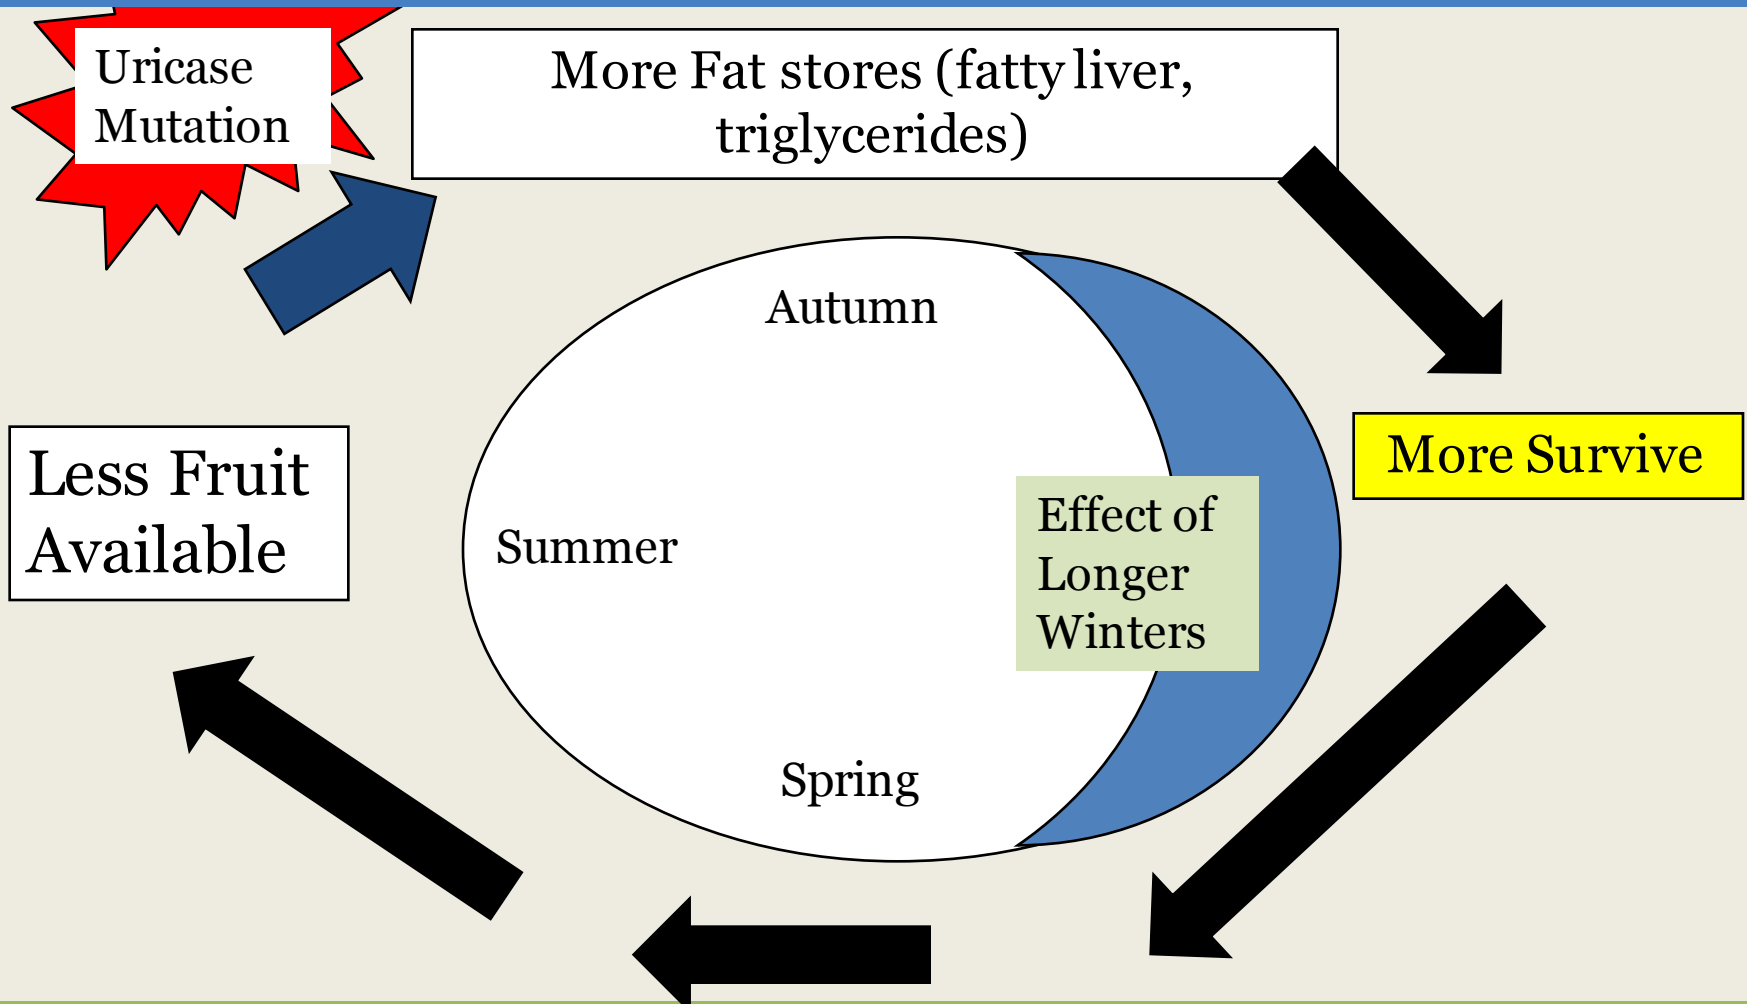 Uricase
Mutation
More Fat stores (fatty liver,
triglycerides)
Autumn
More Survive
Less Fruit
Available
Summer
Effect of
Longer
Winters
Spring